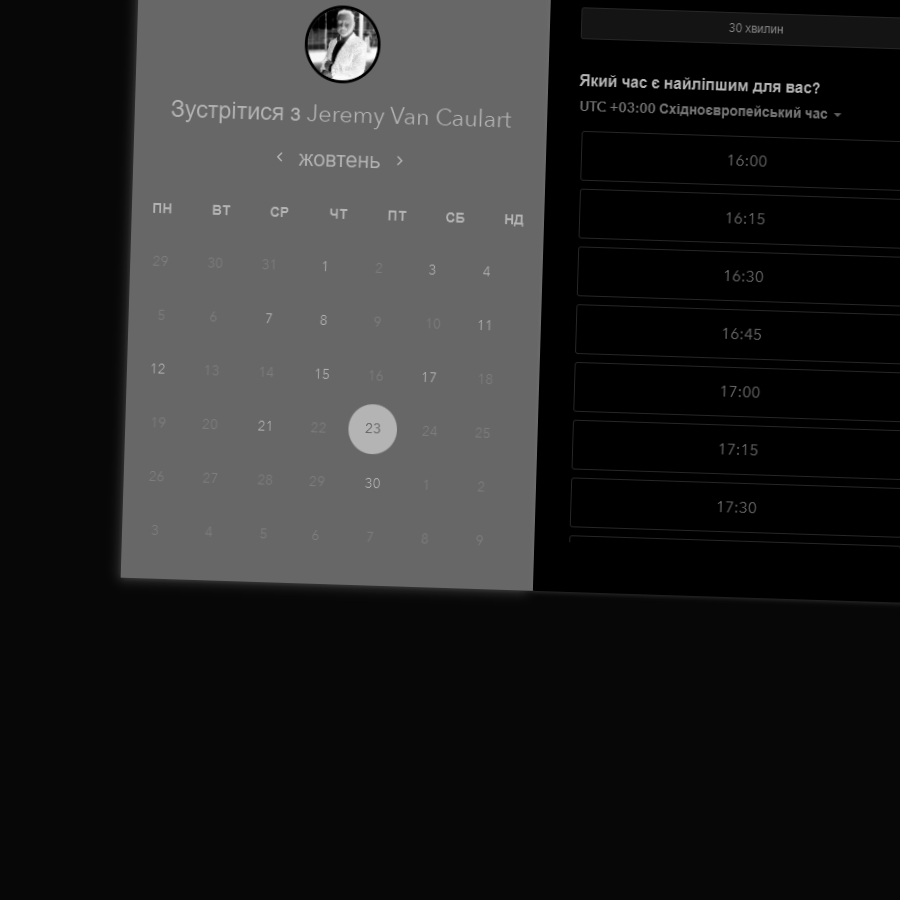 Зустрітися з Jeremy Van Caulart
жовтень
ПН ВТ СР ЧТ ПТ СБ НД
29 30 31 1 2 3 4
5 6 7 8 9 10 11
12 13 14 15 16 17 18
19 20 21 22 23 24 25
26 27 28 29 30 1 2
3 4 5 6 7 8 9
30 хвилин
Який час є найліпшим для вас?
UTC +03:00 Східноєвропейський час
16:00
16:15
16:30
16:45
17:00
17:15
17:30